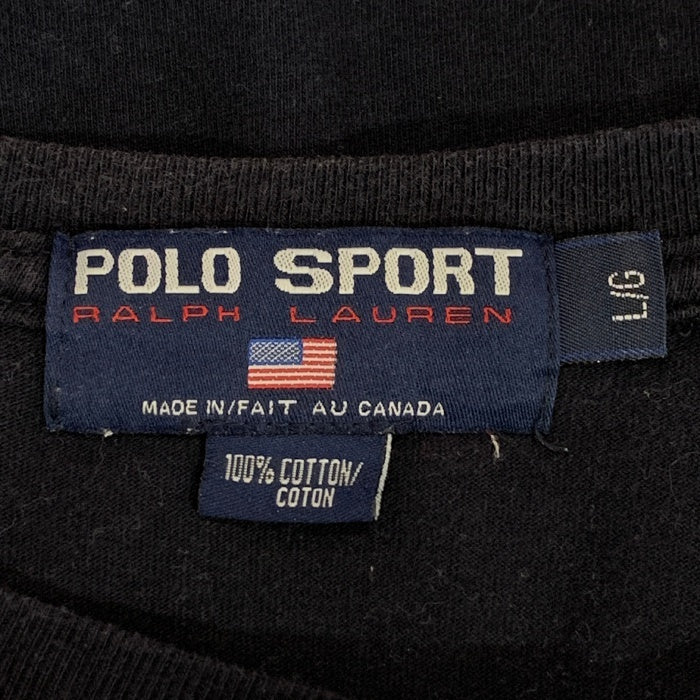 POLO SPORT
RALPH LAUREN
MADE IN/FAIT AU CANADA
L/G
100% COTTON/
COTON